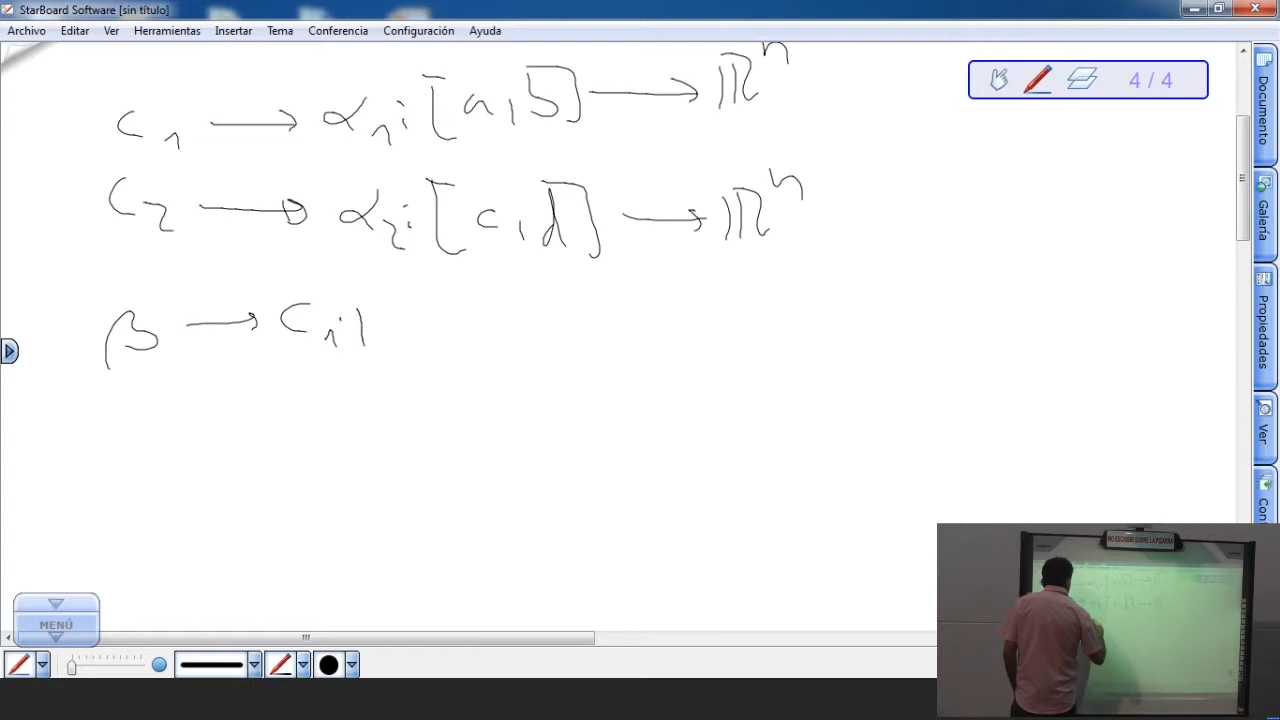 StarBoard Software [sin título]
Archivo Editar Ver Herramientas Insertar Tema Conferencia Configuración Ayuda
4 / 4
C₁ → α₁: [a, b] → ℝⁿ
C₂ → α₂: [c, d] → ℝⁿ
β → C₁
Documento
Galería
Propiedades
Ver
Cont
MENÚ
NO ESCRIBIR SOBRE LA PIZARRA